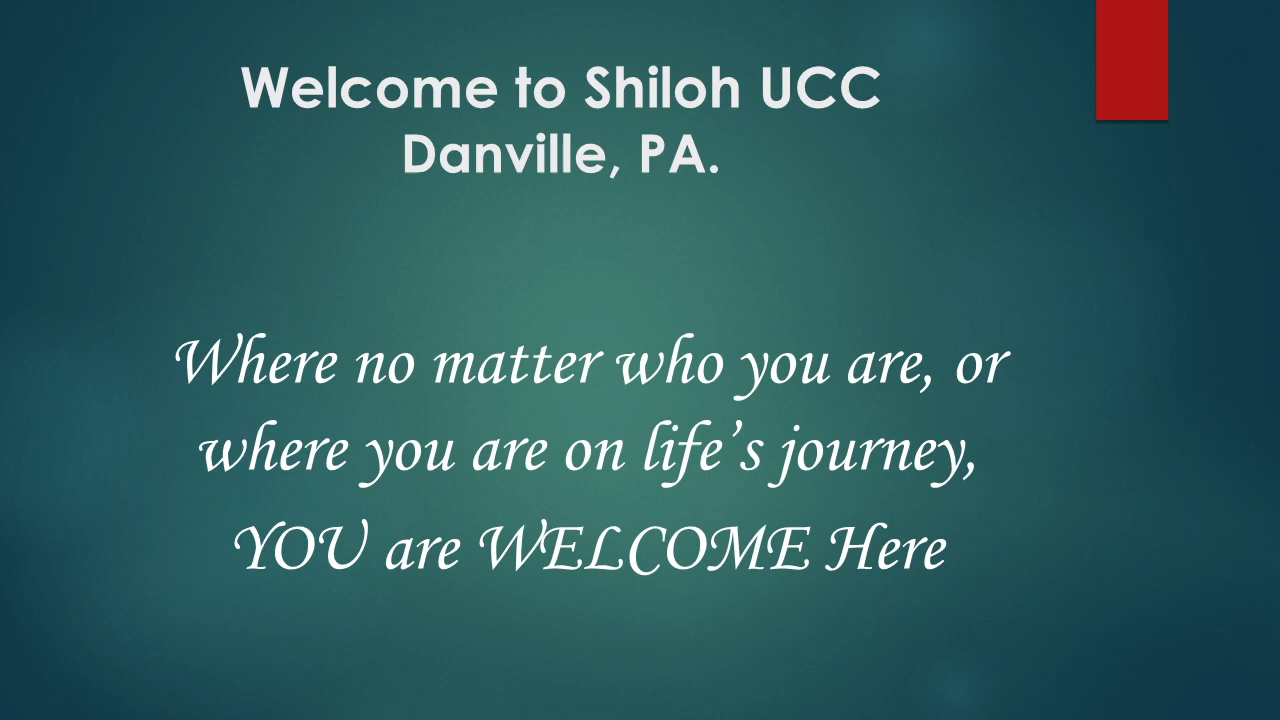 Welcome to Shiloh UCC
Danville, PA.
Where no matter who you are, or
where you are on life’s journey,
YOU are WELCOME Here